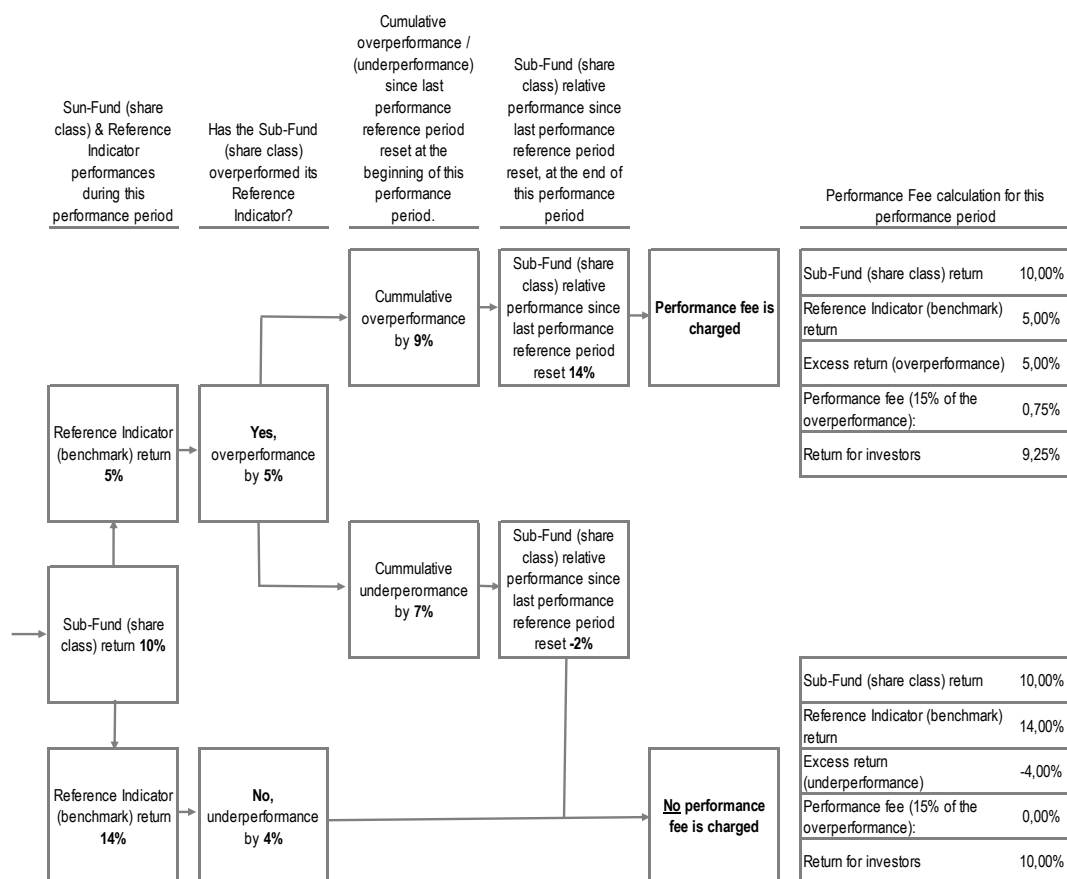 Sun-Fund (share
class) & Reference
Indicator
performances
during this
performance period
Has the Sub-Fund
(share class)
overperformed its
Reference
Indicator?
Cumulative
overperformance /
(underperformance)
since last
performance
reference period
reset at the
beginning of this
performance
period.
Sub-Fund (share
class) relative
performance since
last performance
reference period
reset, at the end of
this performance
period
Performance Fee calculation for this
performance period
Cummulative
overperformance
by 9%
Sub-Fund (share
class) relative
performance since
last performance
reference period
reset 14%
Performance fee is
charged
Sub-Fund (share class) return 10,00%
Reference Indicator (benchmark)
return 5,00%
Excess return (overperformance) 5,00%
Performance fee (15% of the
overperformance): 0,75%
Return for investors 9,25%
Reference Indicator
(benchmark) return
5%
Yes,
overperformance
by 5%
Cummulative
underperormance
by 7%
Sub-Fund (share
class) relative
performance since
last performance
reference period
reset -2%
Sub-Fund (share
class) return 10%
Reference Indicator
(benchmark) return
14%
No,
underperformance
by 4%
No performance
fee is charged
Sub-Fund (share class) return 10,00%
Reference Indicator (benchmark)
return 14,00%
Excess return
(underperformance) -4,00%
Performance fee (15% of the
overperformance): 0,00%
Return for investors 10,00%